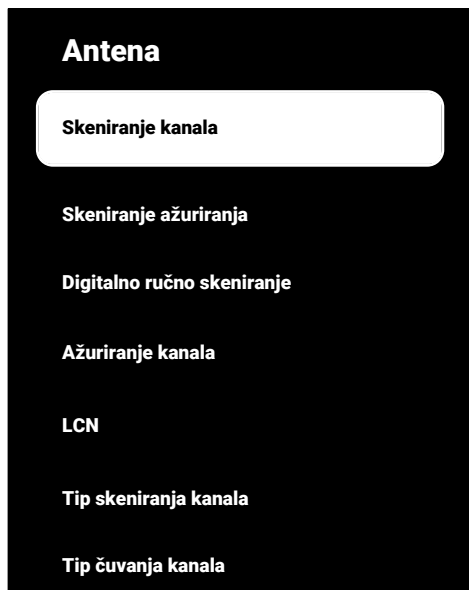 Antena
Skeniranje kanala
Skeniranje ažuriranja
Digitalno ručno skeniranje
Ažuriranje kanala
LCN
Tip skeniranja kanala
Tip čuvanja kanala